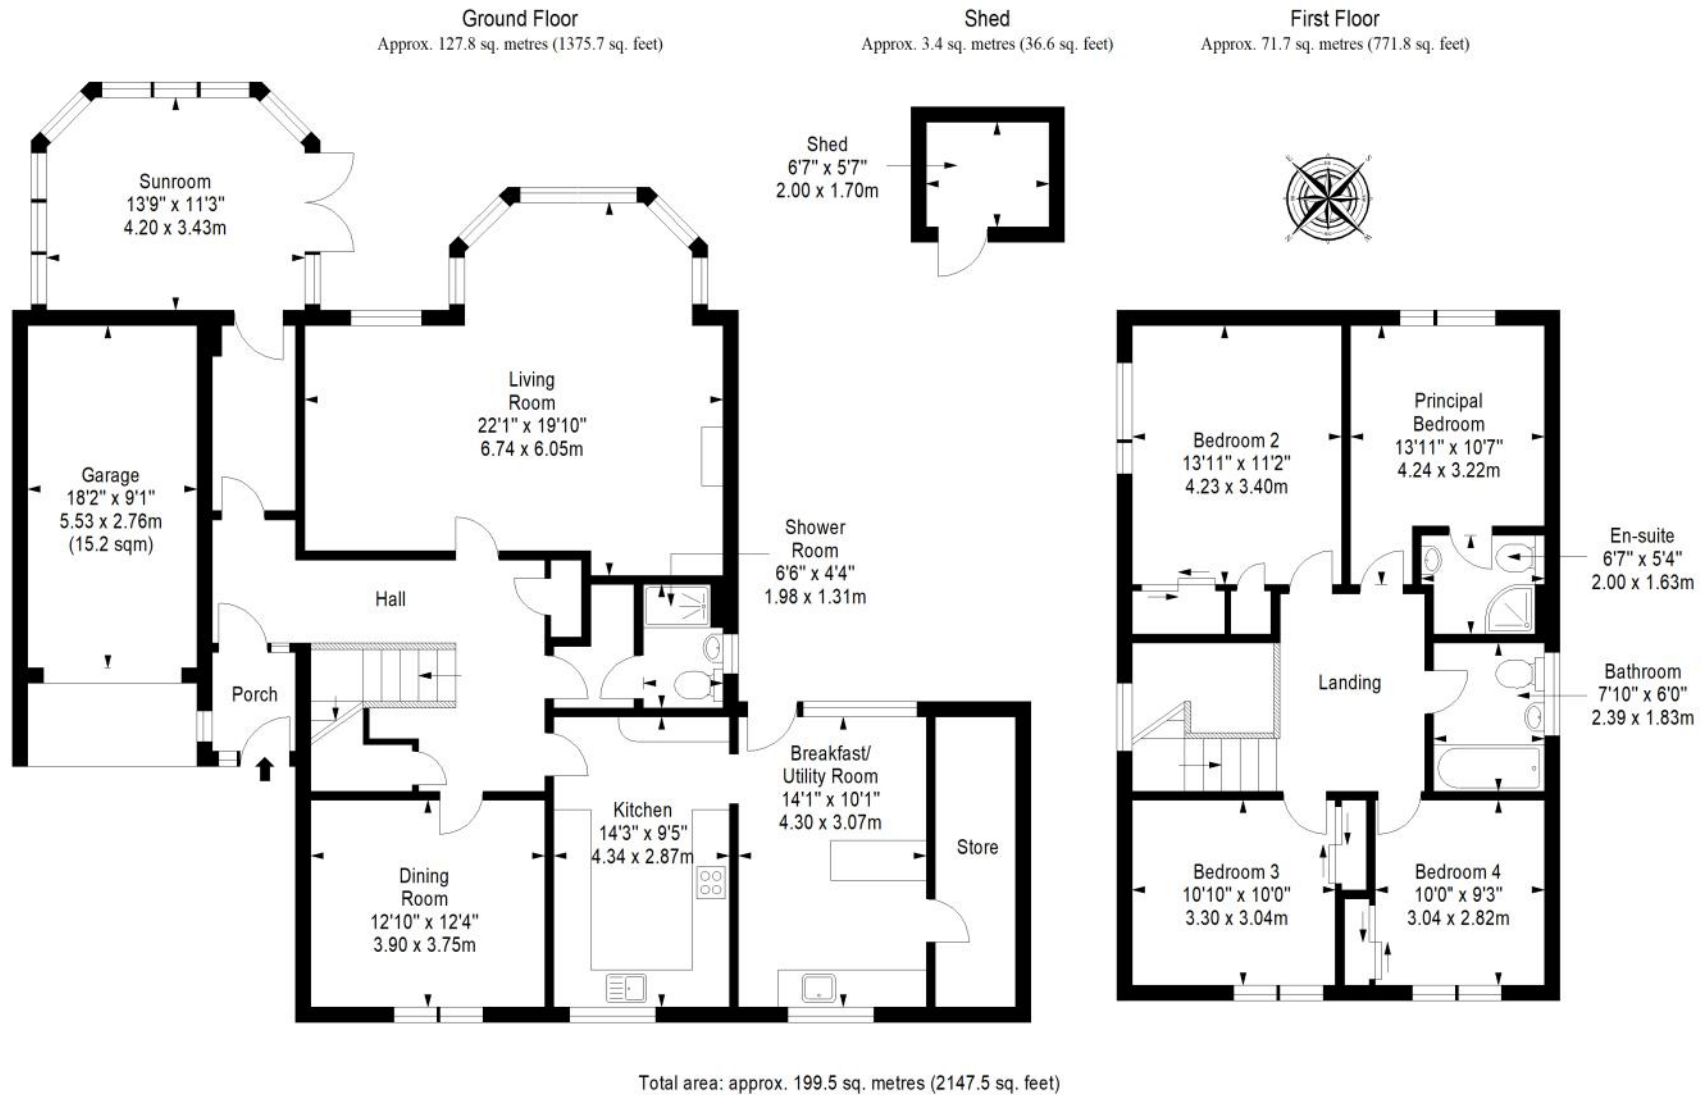 Ground Floor
Approx. 127.8 sq. metres (1375.7 sq. feet)
Shed
Approx. 3.4 sq. metres (36.6 sq. feet)
First Floor
Approx. 71.7 sq. metres (771.8 sq. feet)
Sunroom
13'9" x 11'3"
4.20 x 3.43m
Shed
6'7" x 5'7"
2.00 x 1.70m
Living
Room
22'1" x 19'10"
6.74 x 6.05m
Garage
18'2" x 9'1"
5.53 x 2.76m
(15.2 sqm)
Shower
Room
6'6" x 4'4"
1.98 x 1.31m
Hall
Porch
Breakfast/
Utility Room
14'1" x 10'1"
4.30 x 3.07m
Kitchen
14'3" x 9'5"
4.34 x 2.87m
Store
Dining
Room
12'10" x 12'4"
3.90 x 3.75m
Principal
Bedroom
13'11" x 10'7"
4.24 x 3.22m
Bedroom 2
13'11" x 11'2"
4.23 x 3.40m
En-suite
6'7" x 5'4"
2.00 x 1.63m
Landing
Bathroom
7'10" x 6'0"
2.39 x 1.83m
Bedroom 3
10'10" x 10'0"
3.30 x 3.04m
Bedroom 4
10'0" x 9'3"
3.04 x 2.82m
Total area: approx. 199.5 sq. metres (2147.5 sq. feet)